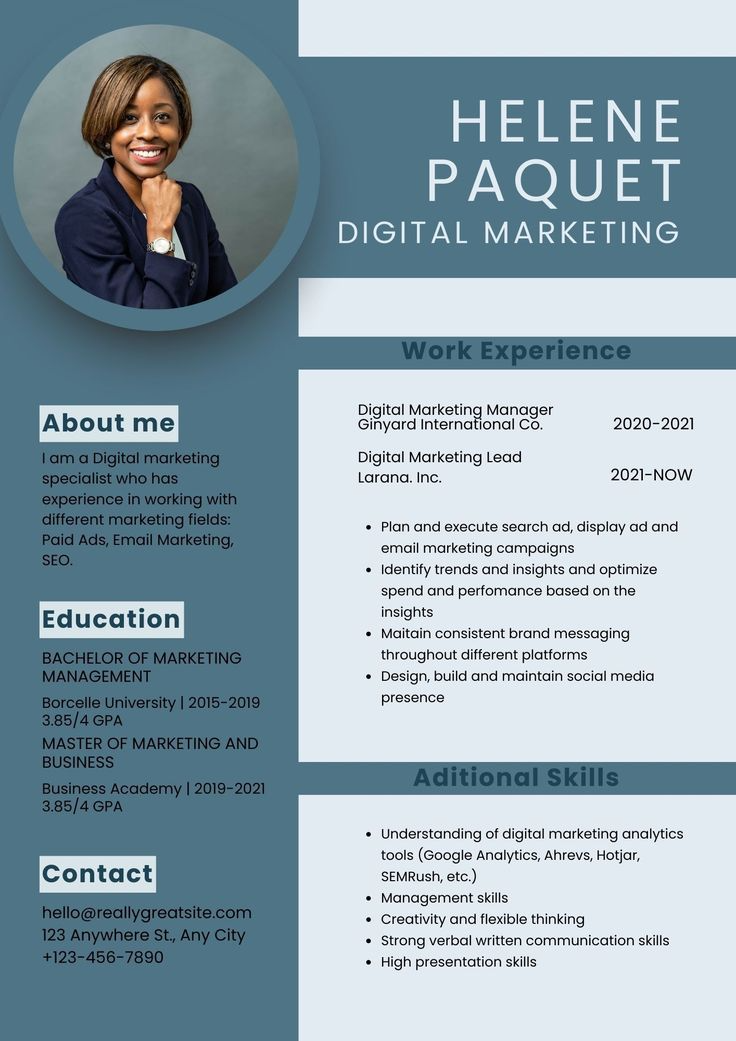 HELENE
PAQUET
DIGITAL MARKETING
About me
I am a Digital marketing
specialist who has
experience in working with
different marketing fields:
Paid Ads, Email Marketing,
SEO.
Education
BACHELOR OF MARKETING
MANAGEMENT
Borcelle University | 2015-2019
3.85/4 GPA
MASTER OF MARKETING AND
BUSINESS
Business Academy | 2019-2021
3.85/4 GPA
Contact
hello@reallygreatsite.com
123 Anywhere St., Any City
+123-456-7890
Work Experience
Digital Marketing Manager
Ginyard International Co. 2020-2021
Digital Marketing Lead
Larana. Inc. 2021-NOW
• Plan and execute search ad, display ad and
email marketing campaigns
• Identify trends and insights and optimize
spend and perfomance based on the
insights
• Maitain consistent brand messaging
throughout different platforms
• Design, build and maintain social media
presence
Aditional Skills
• Understanding of digital marketing analytics
tools (Google Analytics, Ahrevs, Hotjar,
SEMRush, etc.)
• Management skills
• Creativity and flexible thinking
• Strong verbal written communication skills
• High presentation skills